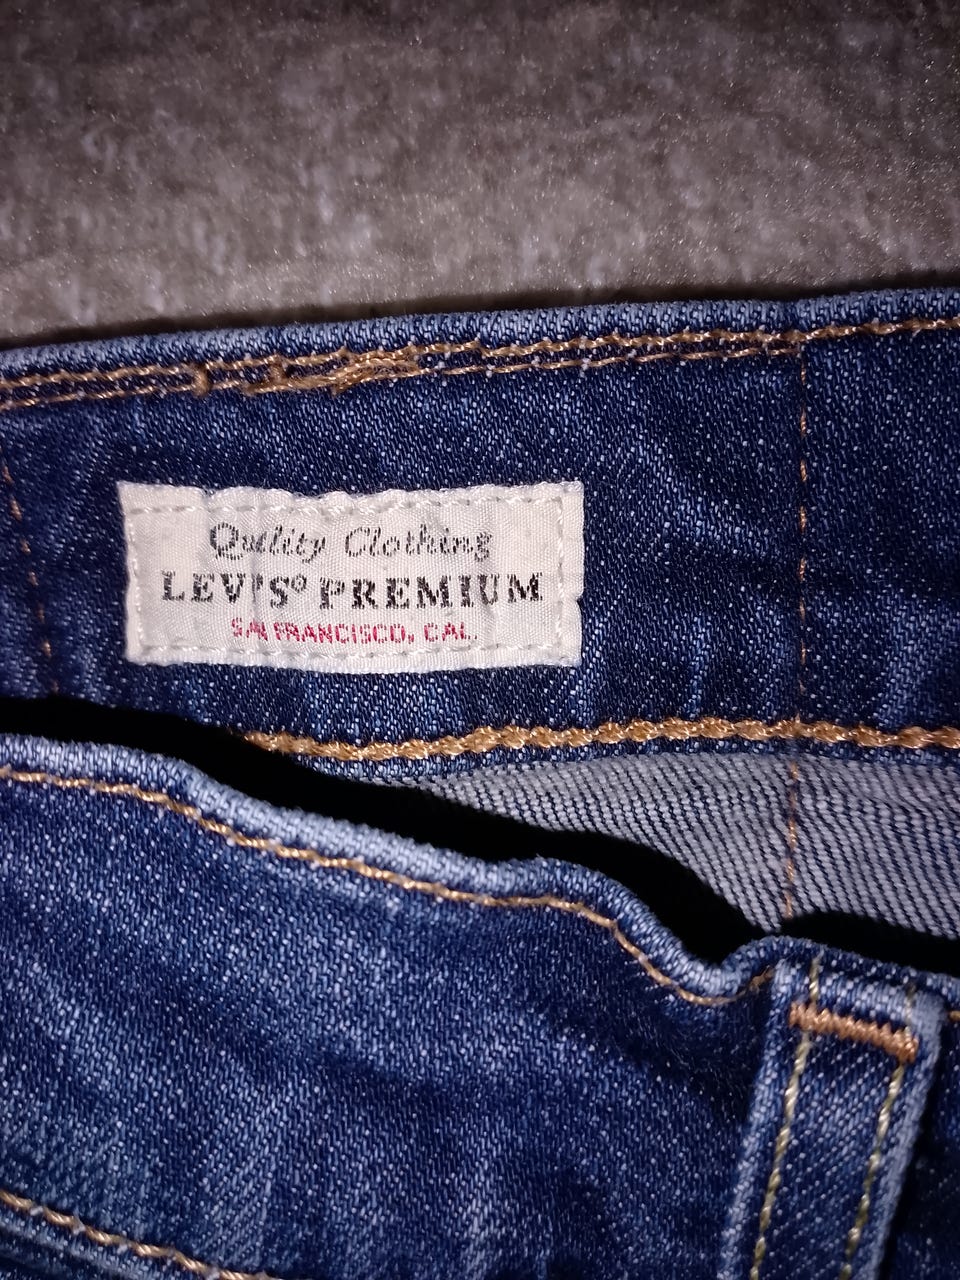 Quality Clothing
LEVI'S® PREMIUM
SAN FRANCISCO, CAL.